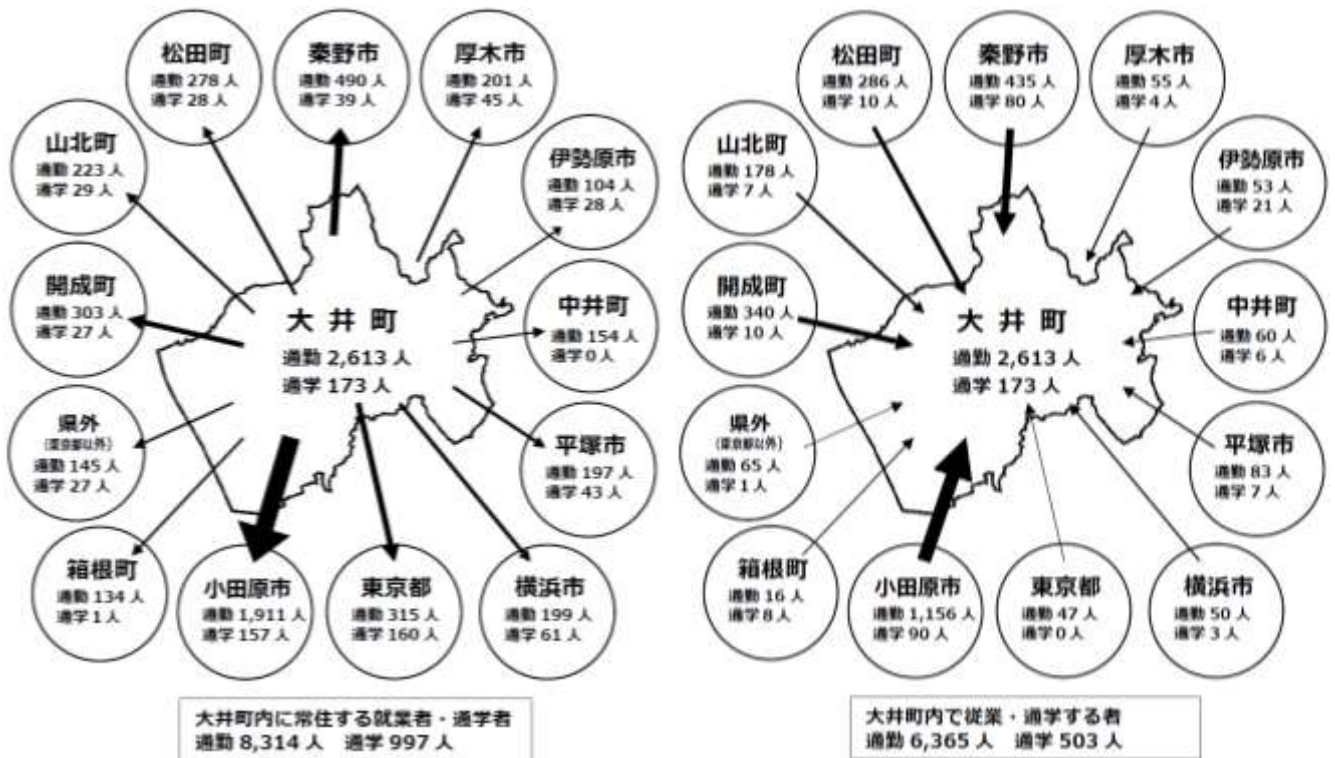 松田町
通勤 278 人
通学 28 人
秦野市
通勤 490 人
通学 39 人
厚木市
通勤 201 人
通学 45 人
山北町
通勤 223 人
通学 29 人
伊勢原市
通勤 104 人
通学 28 人
開成町
通勤 303 人
通学 27 人
大井町
通勤 2,613 人
通学 173 人
中井町
通勤 154 人
通学 0 人
県外
(東京都以外)
通勤 145 人
通学 27 人
平塚市
通勤 197 人
通学 43 人
箱根町
通勤 134 人
通学 1 人
小田原市
通勤 1,911 人
通学 157 人
東京都
通勤 315 人
通学 160 人
横浜市
通勤 199 人
通学 61 人
大井町内に常住する就業者・通学者
通勤 8,314 人 通学 997 人
松田町
通勤 286 人
通学 10 人
秦野市
通勤 435 人
通学 80 人
厚木市
通勤 55 人
通学 4 人
山北町
通勤 178 人
通学 7 人
伊勢原市
通勤 53 人
通学 21 人
開成町
通勤 340 人
通学 10 人
大井町
通勤 2,613 人
通学 173 人
中井町
通勤 60 人
通学 6 人
県外
(東京都以外)
通勤 65 人
通学 1 人
平塚市
通勤 83 人
通学 7 人
箱根町
通勤 16 人
通学 8 人
小田原市
通勤 1,156 人
通学 90 人
東京都
通勤 47 人
通学 0 人
横浜市
通勤 50 人
通学 3 人
大井町内で従業・通学する者
通勤 6,365 人 通学 503 人